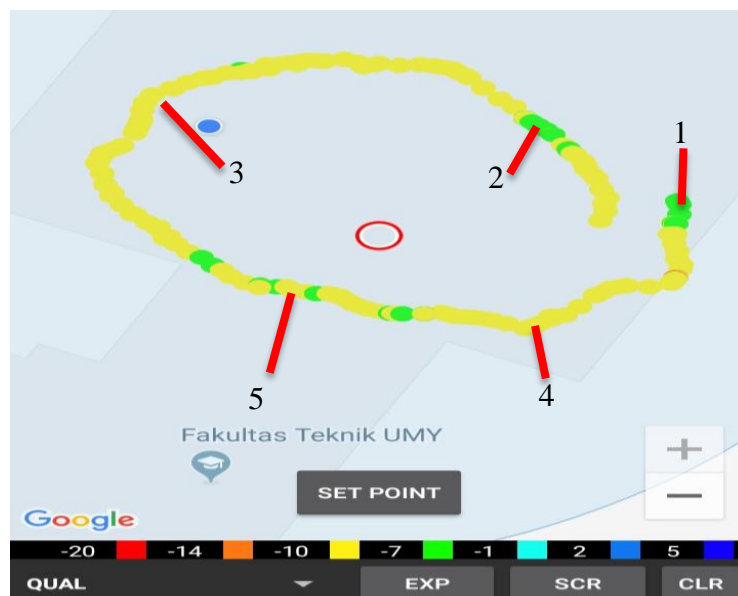 1
2
3
4
5
Fakultas Teknik UMY
SET POINT
Google
-20 -14 -10 -7 -1 2 5
QUAL EXP SCR CLR